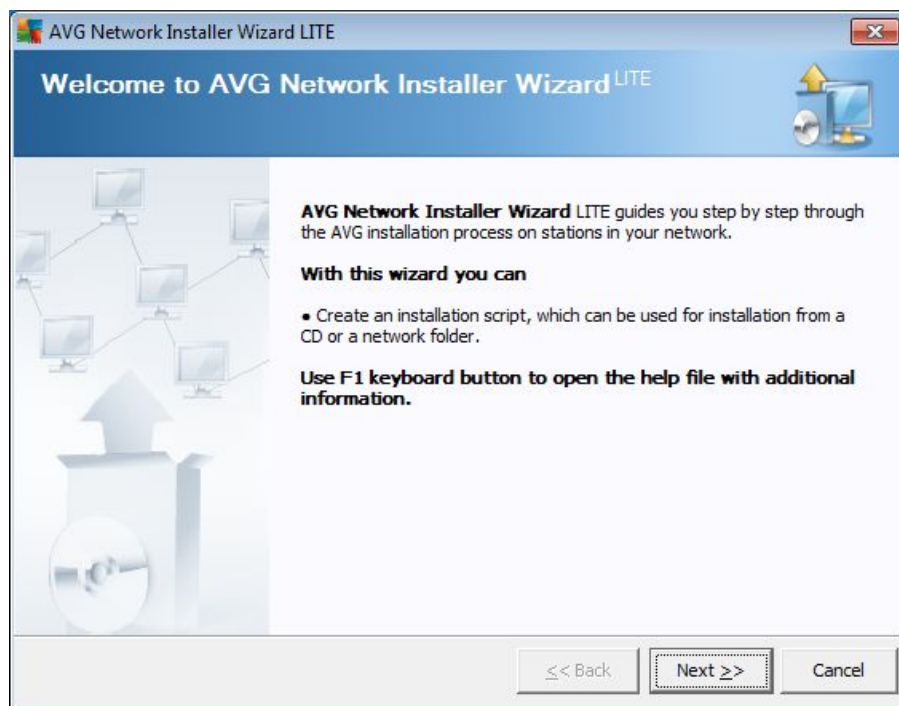 AVG Network Installer Wizard LITE
Welcome to AVG Network Installer Wizard LITE
AVG Network Installer Wizard LITE guides you step by step through
the AVG installation process on stations in your network.
With this wizard you can
● Create an installation script, which can be used for installation from a
CD or a network folder.
Use F1 keyboard button to open the help file with additional
information.
<< Back
Next >>
Cancel